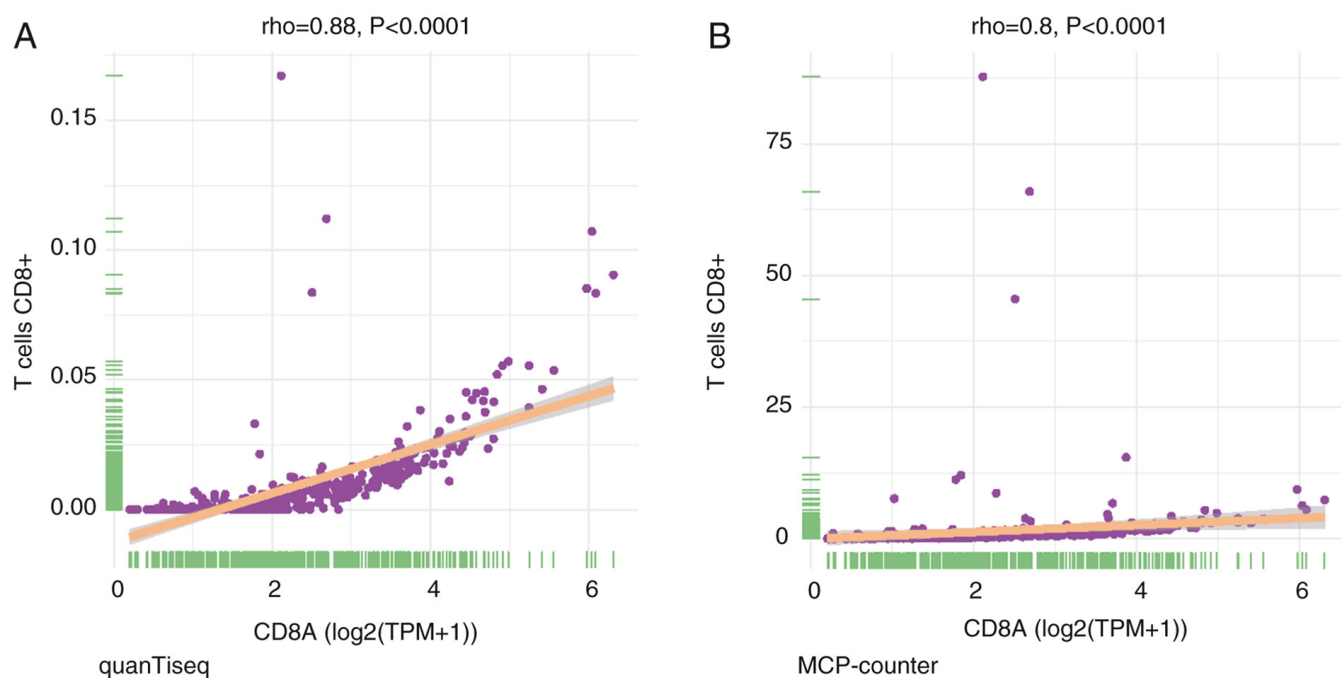 A
rho=0.88, P<0.0001
T cells CD8+
0.15
0.10
0.05
0.00
0 2 4 6
CD8A (log2(TPM+1))
quanTiseq
B
rho=0.8, P<0.0001
T cells CD8+
75
50
25
0
0 2 4 6
CD8A (log2(TPM+1))
MCP-counter